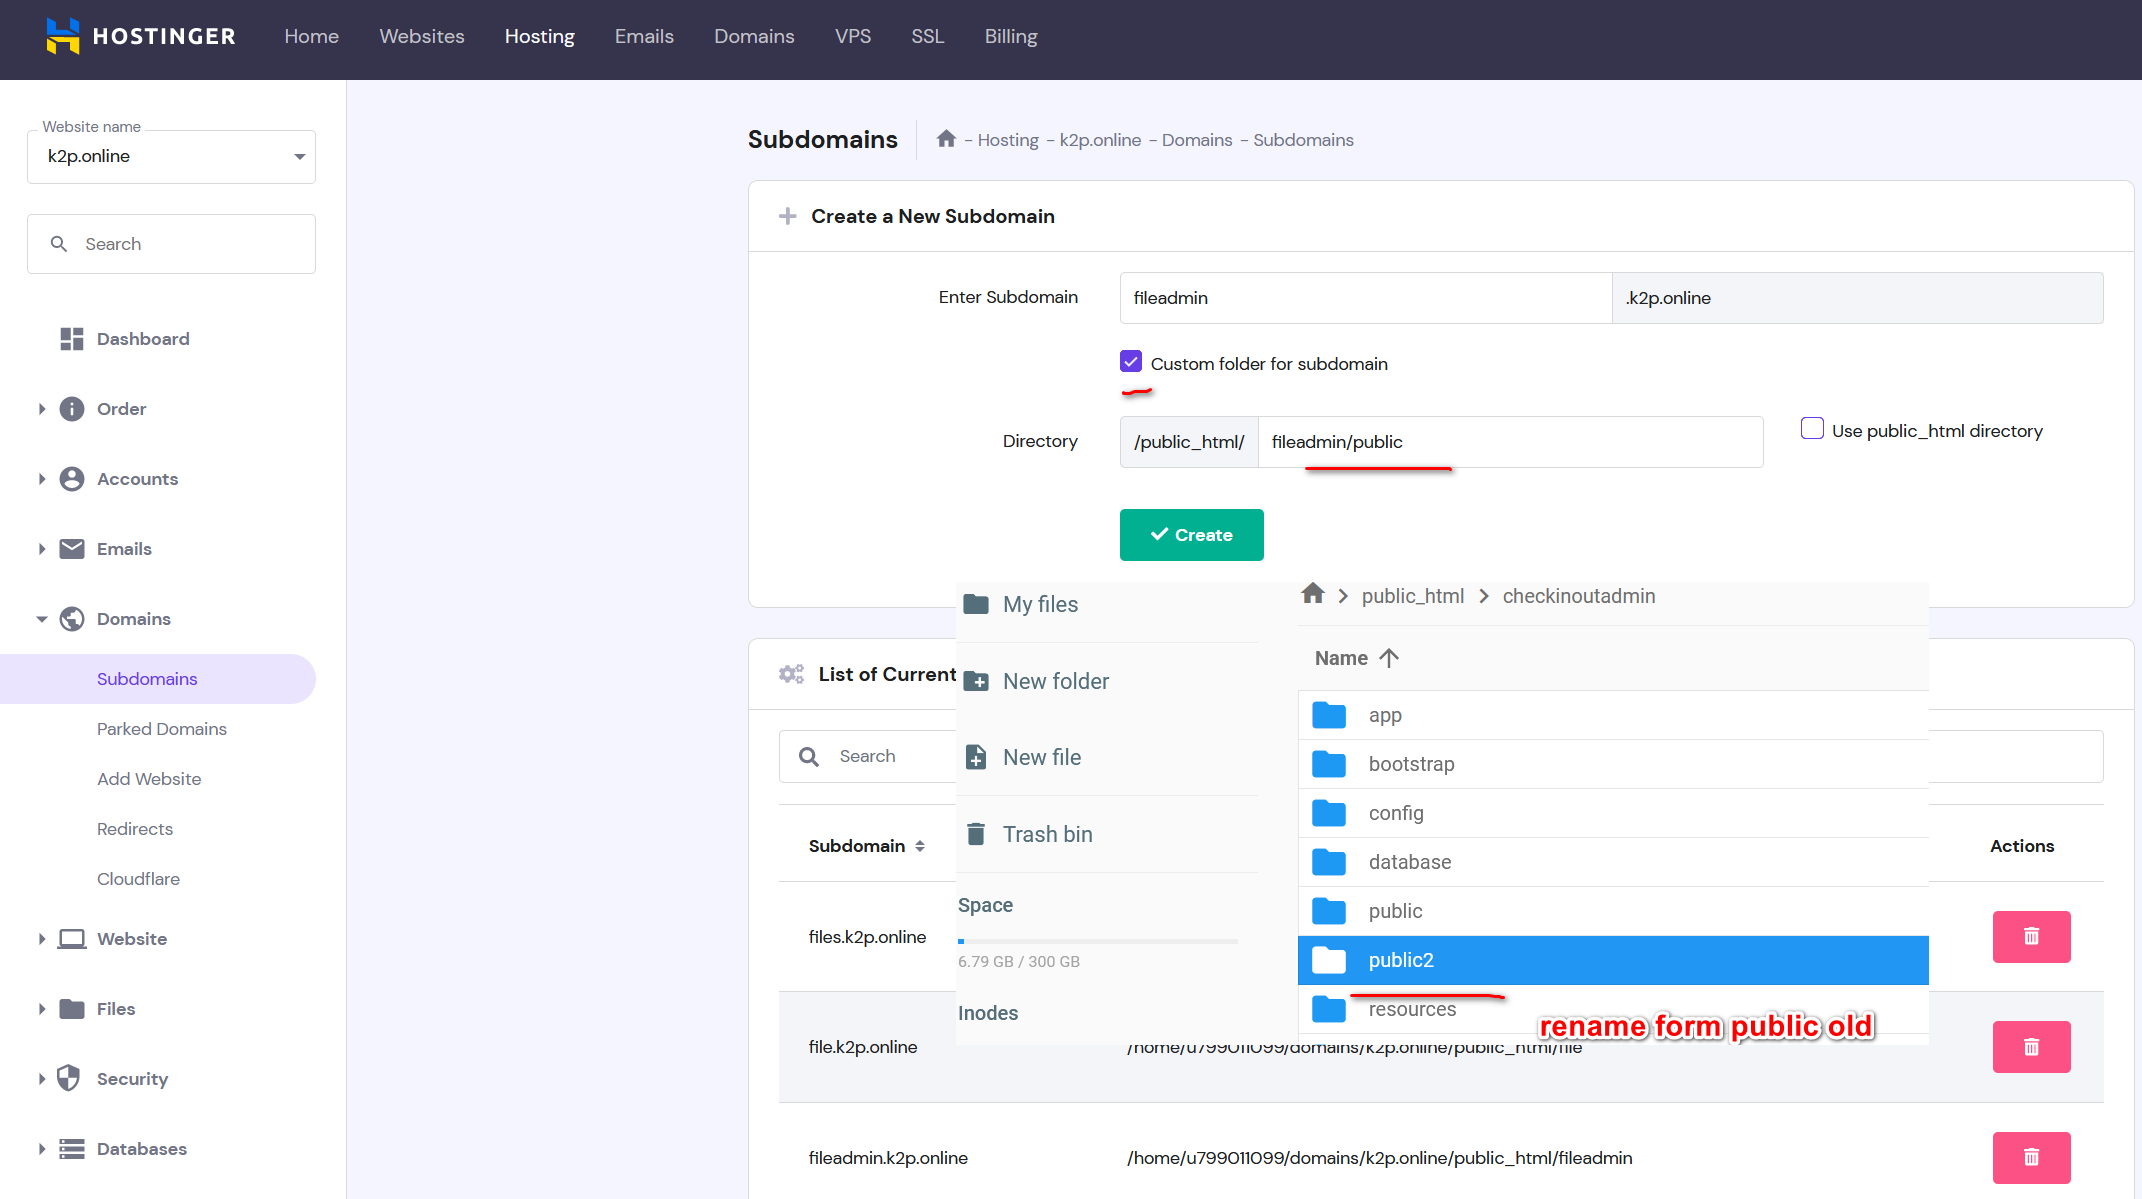 HOSTINGER Home Websites Hosting Emails Domains VPS SSL Billing
Website name
k2p.online
Search
Dashboard
Order
Accounts
Emails
Domains
Subdomains
Parked Domains
Add Website
Redirects
Cloudflare
Website
Files
Security
Databases
Subdomains - Hosting - k2p.online - Domains - Subdomains
Create a New Subdomain
Enter Subdomain fileadmin .k2p.online
Custom folder for subdomain
Directory /public_html/ fileadmin/public Use public_html directory
Create
My files
New folder
New file
Trash bin
Space
6.79 GB / 300 GB
Inodes
public_html > checkinoutadmin
Name
app
bootstrap
config
database
public
public2
resources
rename form public old
List of Current
Search
Subdomain Actions
files.k2p.online
file.k2p.online /home/u799011099/domains/k2p.online/public_html/file
fileadmin.k2p.online /home/u799011099/domains/k2p.online/public_html/fileadmin